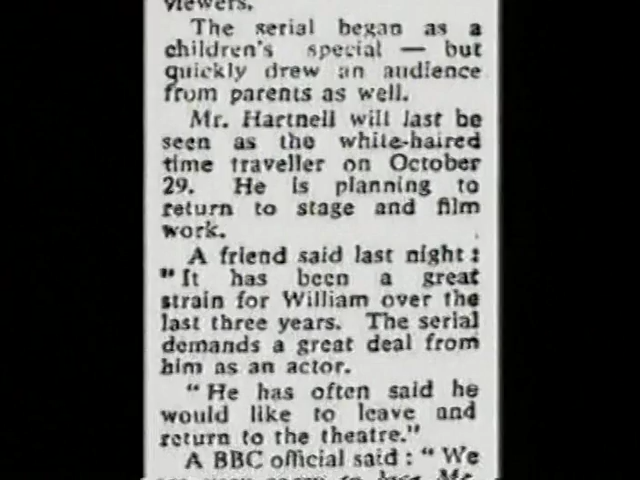 viewers.
The serial began as a
children's special — but
quickly drew an audience
from parents as well.
Mr. Hartnell will last be
seen as the white-haired
time traveller on October
29. He is planning to
return to stage and film
work.
A friend said last night:
"It has been a great
strain for William over the
last three years. The serial
demands a great deal from
him as an actor.
"He has often said he
would like to leave and
return to the theatre."
A BBC official said: "We